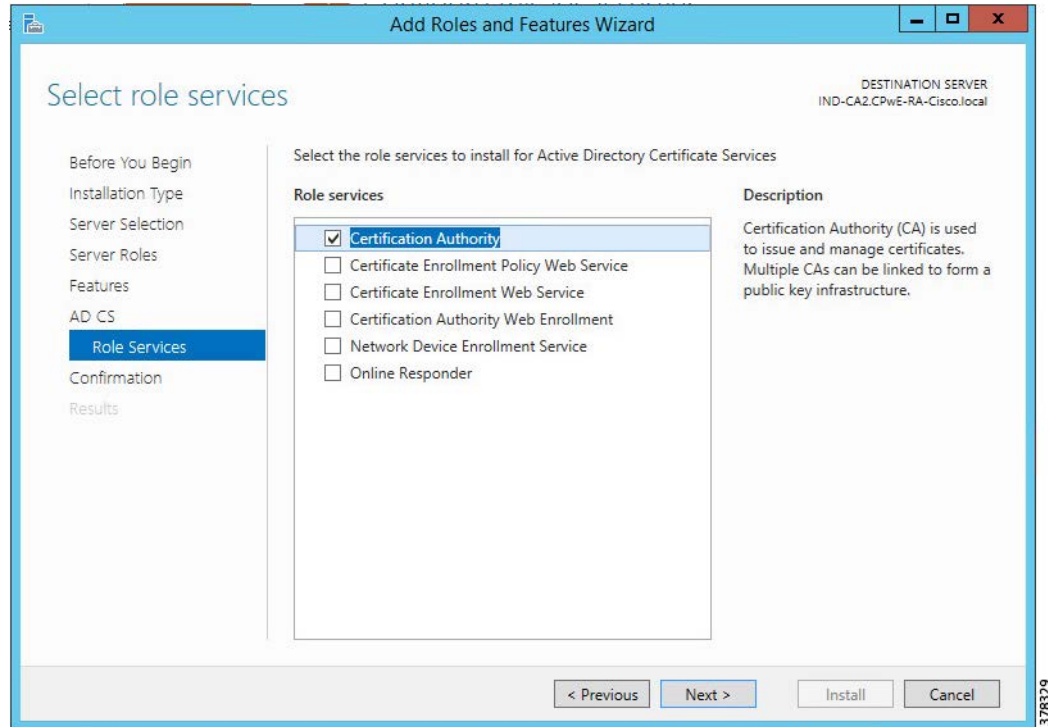 Add Roles and Features Wizard
Select role services
DESTINATION SERVER
IND-CA2.CPwE-RA-Cisco.local
Before You Begin
Installation Type
Server Selection
Server Roles
Features
AD CS
Role Services
Confirmation
Results
Select the role services to install for Active Directory Certificate Services
Role services
Certification Authority
Certificate Enrollment Policy Web Service
Certificate Enrollment Web Service
Certification Authority Web Enrollment
Network Device Enrollment Service
Online Responder
Description
Certification Authority (CA) is used
to issue and manage certificates.
Multiple CAs can be linked to form a
public key infrastructure.
< Previous
Next >
Install
Cancel
378329